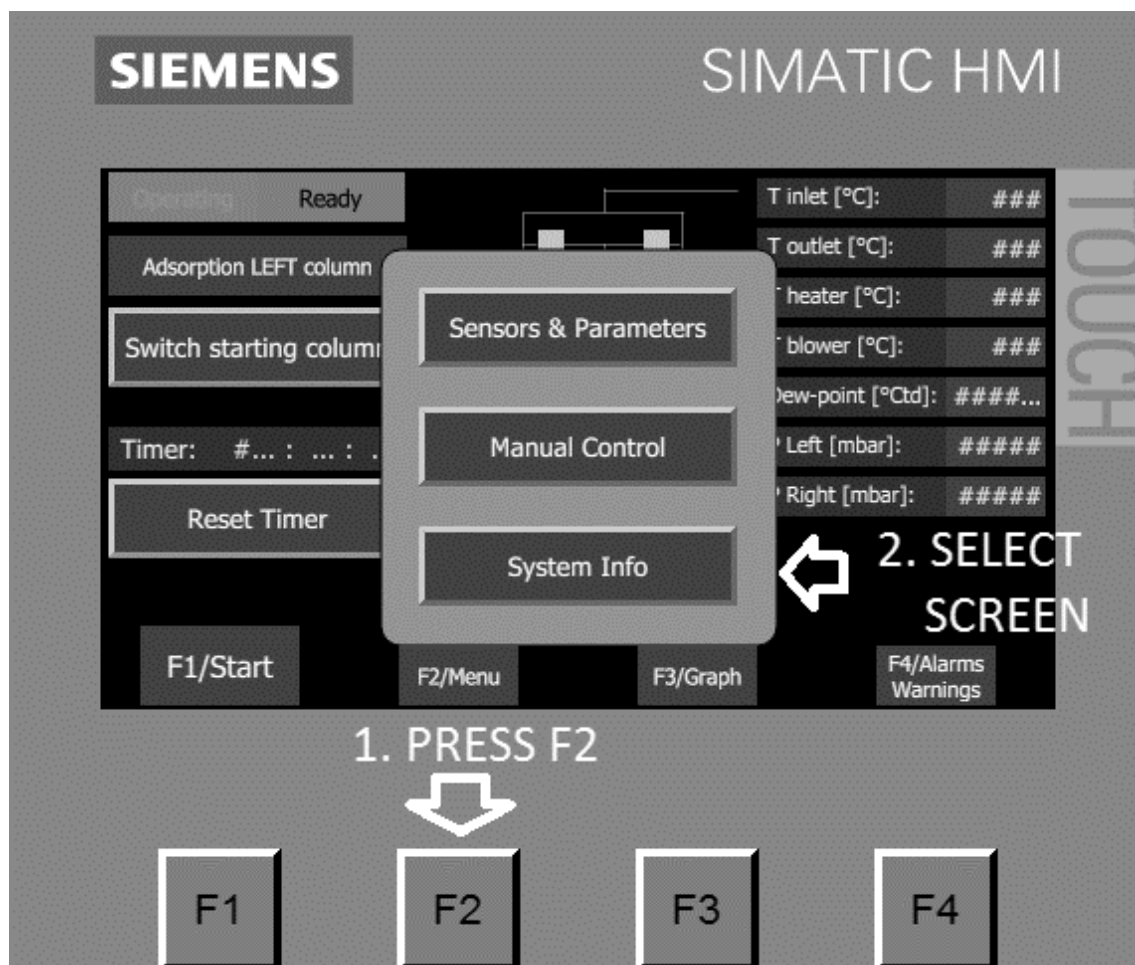 SIEMENS
SIMATIC HMI
TOUCH
Operating Ready
Adsorption LEFT column
Switch starting column
Timer: #... : ... : .
Reset Timer
Sensors & Parameters
Manual Control
System Info
T inlet [°C]: ###
T outlet [°C]: ###
T heater [°C]: ###
T blower [°C]: ###
Dew-point [°Ctd]: ####...
P Left [mbar]: #####
P Right [mbar]: #####
2. SELECT
SCREEN
F1/Start
F2/Menu
F3/Graph
F4/Alarms
Warnings
1. PRESS F2
F1
F2
F3
F4